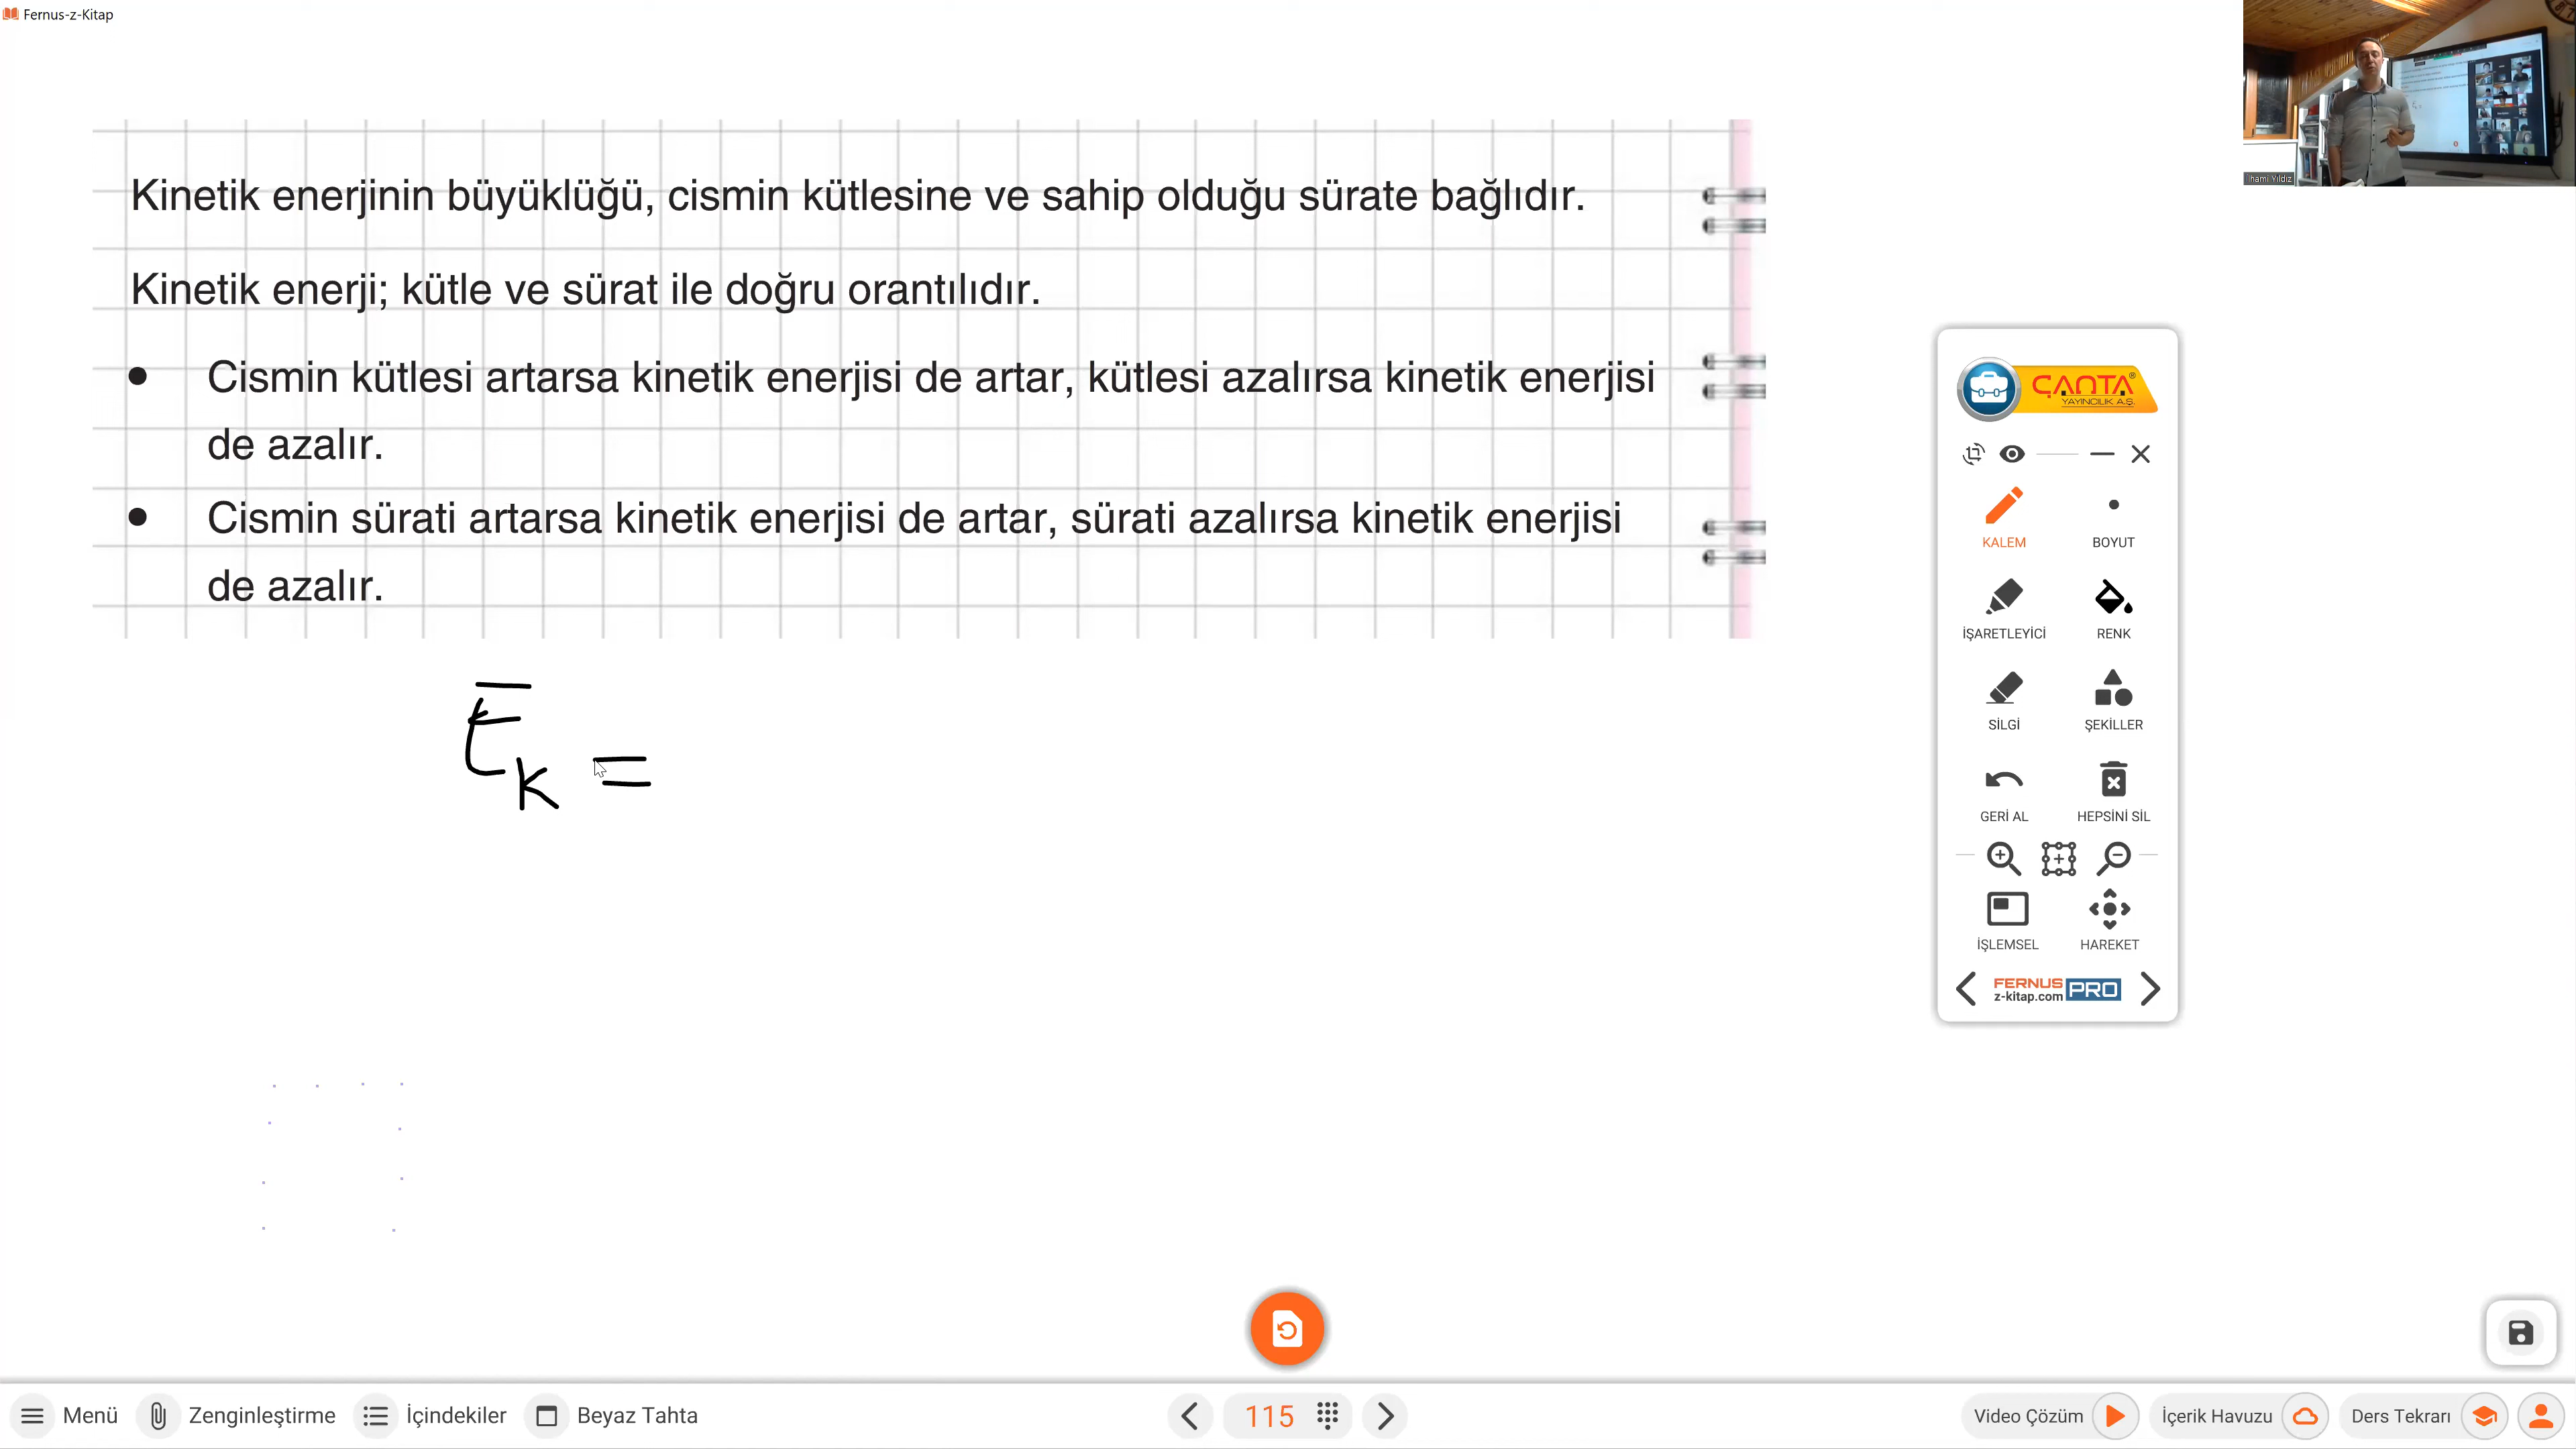 Fernus-z-Kitap
İlhami Yıldız
Kinetik enerjinin büyüklüğü, cismin kütlesine ve sahip olduğu sürate bağlıdır.
Kinetik enerji; kütle ve sürat ile doğru orantılıdır.
• Cismin kütlesi artarsa kinetik enerjisi de artar, kütlesi azalırsa kinetik enerjisi
de azalır.
• Cismin sürati artarsa kinetik enerjisi de artar, sürati azalırsa kinetik enerjisi
de azalır.
E_K =
ÇANTA®
YAYINCILIK A.Ş.
KALEM BOYUT
İŞARETLEYİCİ RENK
SİLGİ ŞEKİLLER
GERİ AL HEPSİNİ SİL
İŞLEMSEL HAREKET
FERNUS PRO
z-kitap.com
Menü Zenginleştirme İçindekiler Beyaz Tahta 115 Video Çözüm İçerik Havuzu Ders Tekrarı